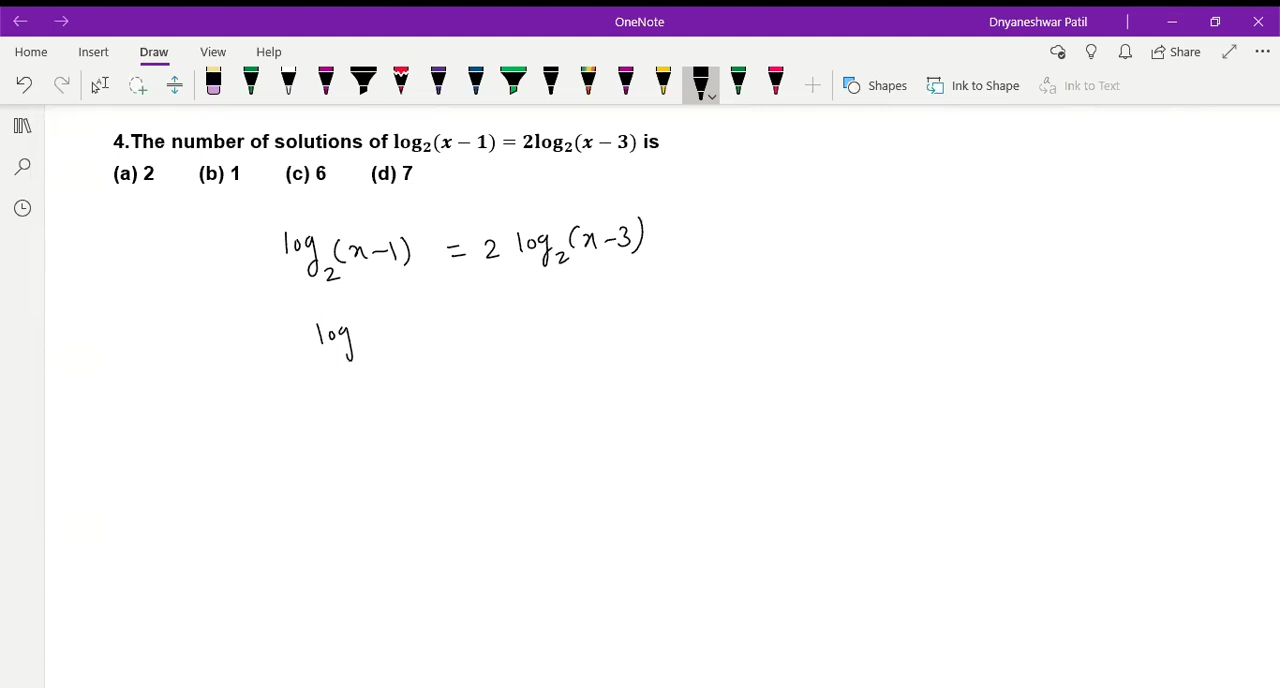 OneNote
Dnyaneshwar Patil
Home Insert Draw View Help
Share
Shapes Ink to Shape Ink to Text
4.The number of solutions of log₂(x − 1) = 2log₂(x − 3) is
(a) 2 (b) 1 (c) 6 (d) 7
log₂(x−1) = 2 log₂(x−3)
log